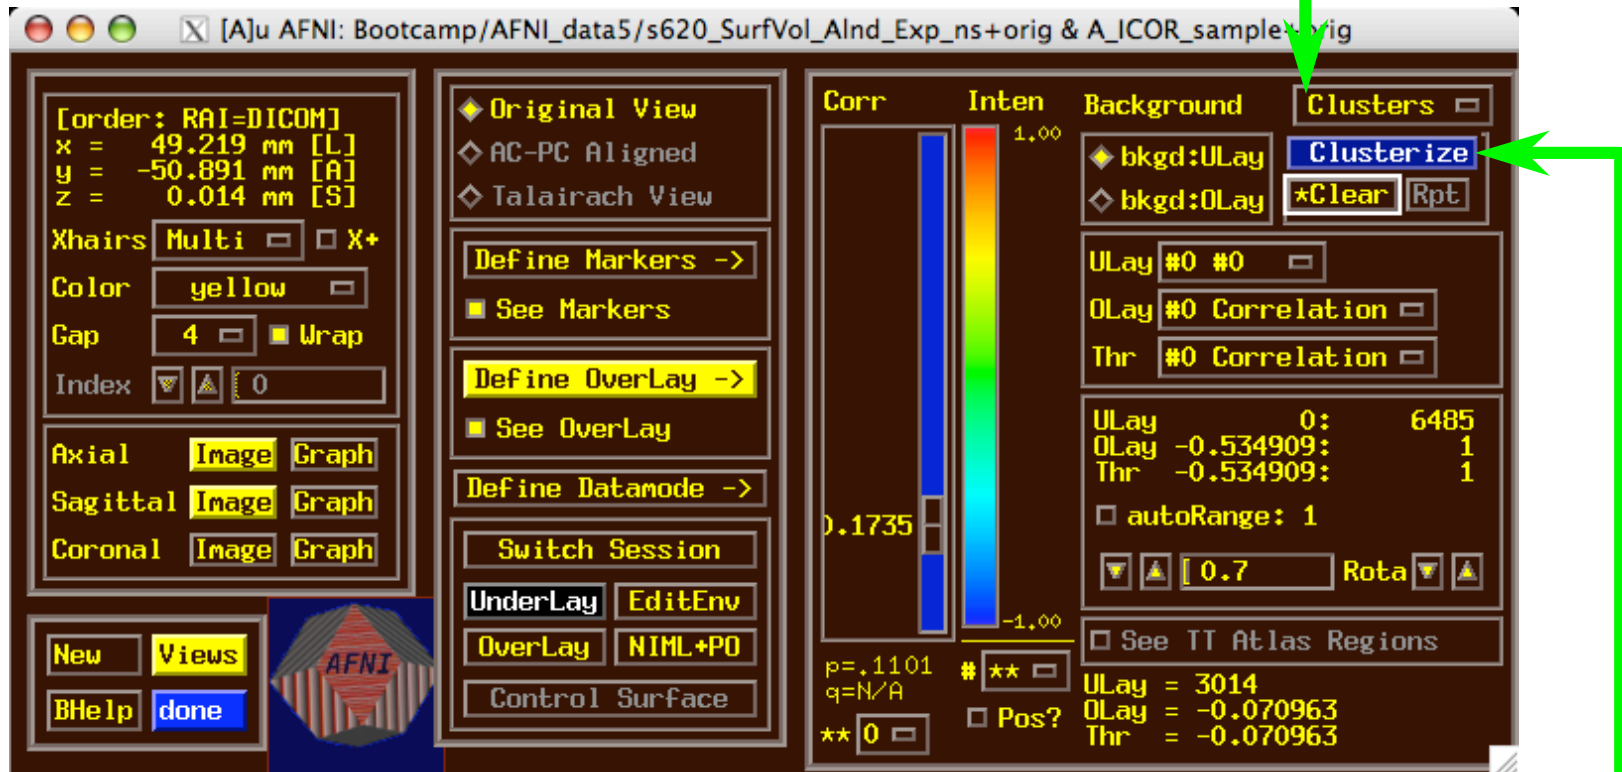 [A]u AFNI: Bootcamp/AFNI_data5/s620_SurfVol_Alnd_Exp_ns+orig & A_ICOR_sample+orig
[order: RAI=DICOM]
x = 49.219 mm [L]
y = -50.891 mm [A]
z = 0.014 mm [S]
Xhairs Multi X+
Color yellow
Gap 4 Wrap
Index 0
Axial Image Graph
Sagittal Image Graph
Coronal Image Graph
New Views
BHelp done
AFNI
Original View
AC-PC Aligned
Talairach View
Define Markers ->
See Markers
Define OverLay ->
See OverLay
Define Datamode ->
Switch Session
UnderLay EditEnv
OverLay NIML+PO
Control Surface
Corr Inten
1.00
0.1735
-1.00
p=.1101
q=N/A
# **
** 0
Pos?
Background Clusters
bkgd:ULay Clusterize
bkgd:OLay *Clear Rpt
ULay #0 #0
OLay #0 Correlation
Thr #0 Correlation
ULay 0: 6485
OLay -0.534909: 1
Thr -0.534909: 1
autoRange: 1
0.7 Rota
See TT Atlas Regions
ULay = 3014
OLay = -0.070963
Thr = -0.070963